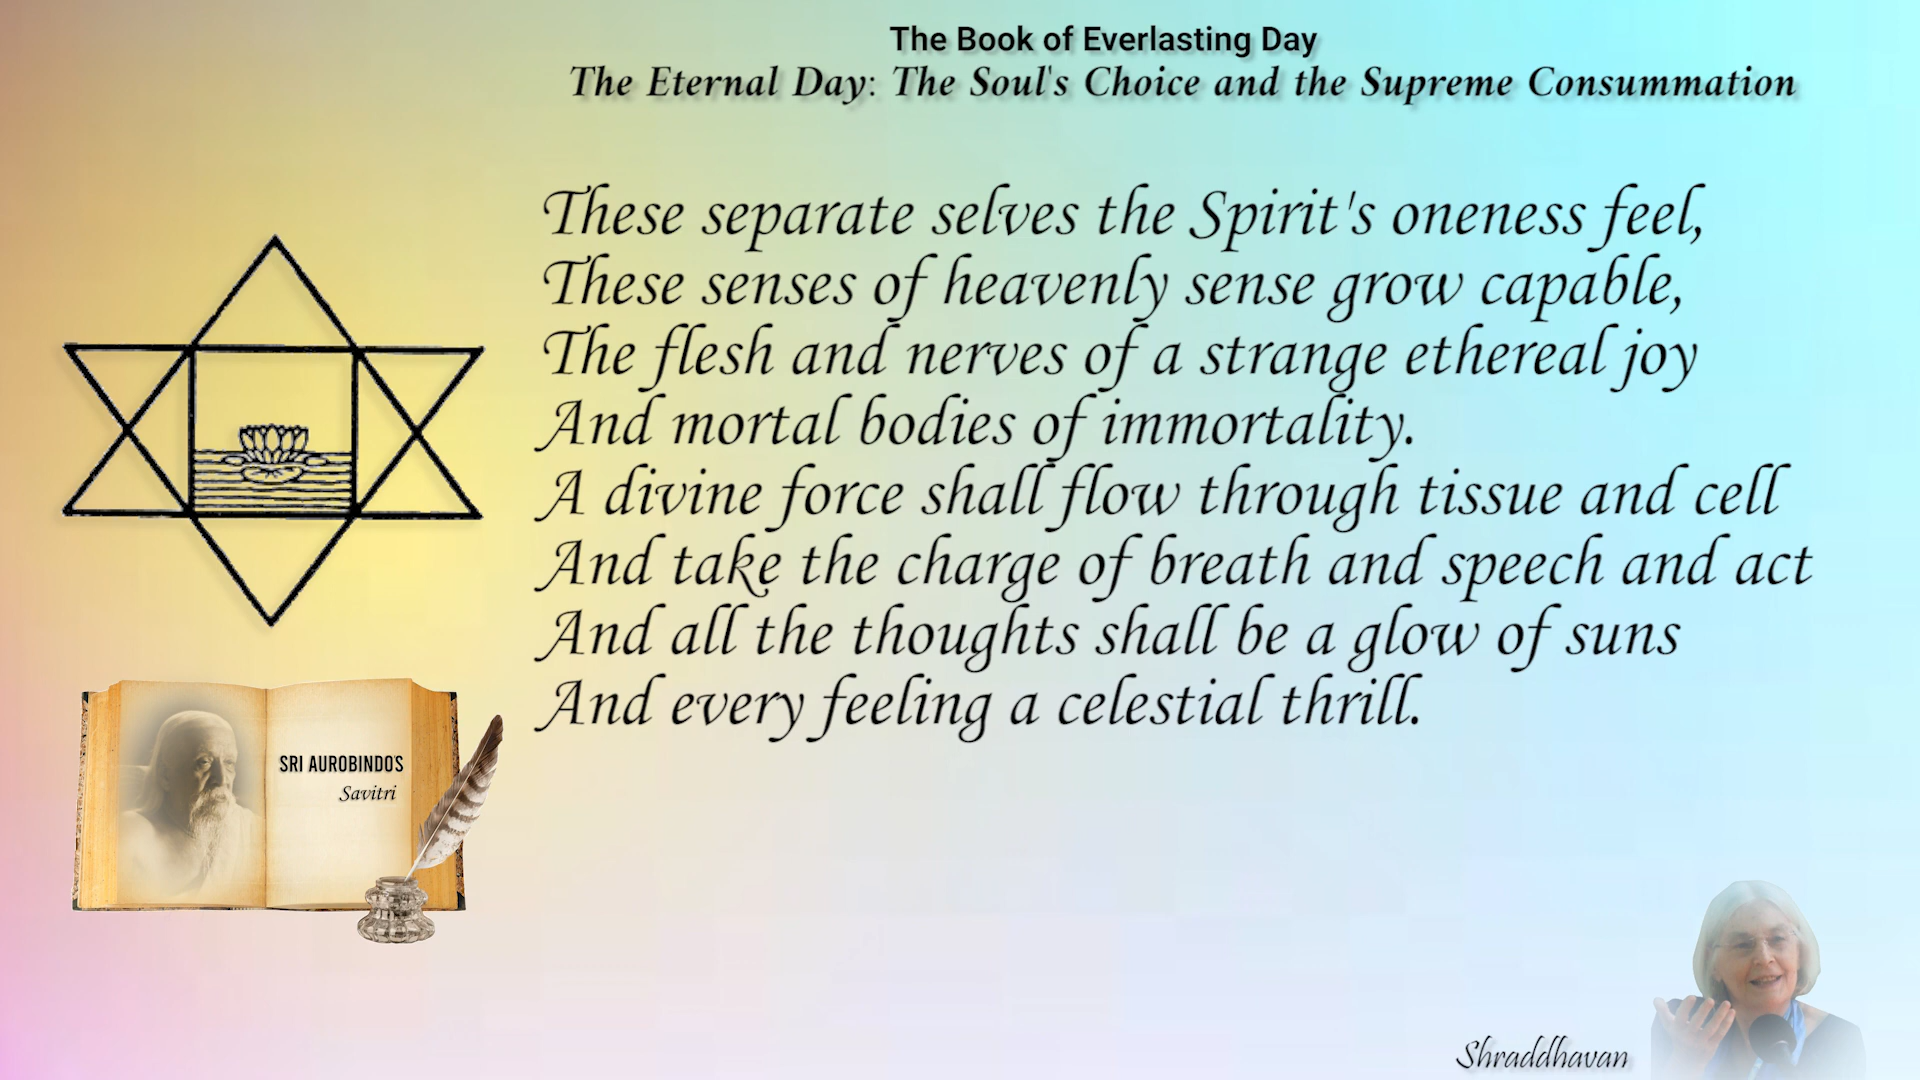 The Book of Everlasting Day
The Eternal Day: The Soul's Choice and the Supreme Consummation
These separate selves the Spirit's oneness feel,
These senses of heavenly sense grow capable,
The flesh and nerves of a strange ethereal joy
And mortal bodies of immortality.
A divine force shall flow through tissue and cell
And take the charge of breath and speech and act
And all the thoughts shall be a glow of suns
And every feeling a celestial thrill.
SRI AUROBINDO'S
Savitri
Shraddhavan